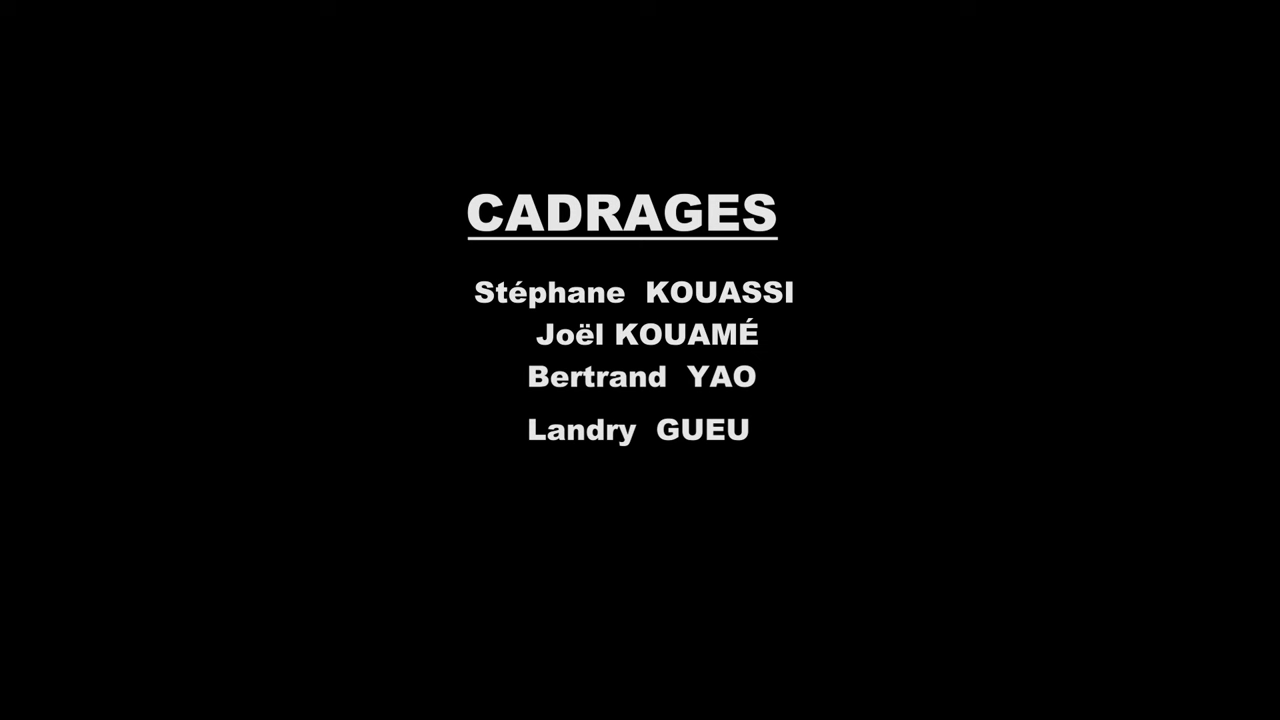 CADRAGES
Stéphane KOUASSI
Joël KOUAMÉ
Bertrand YAO
Landry GUEU